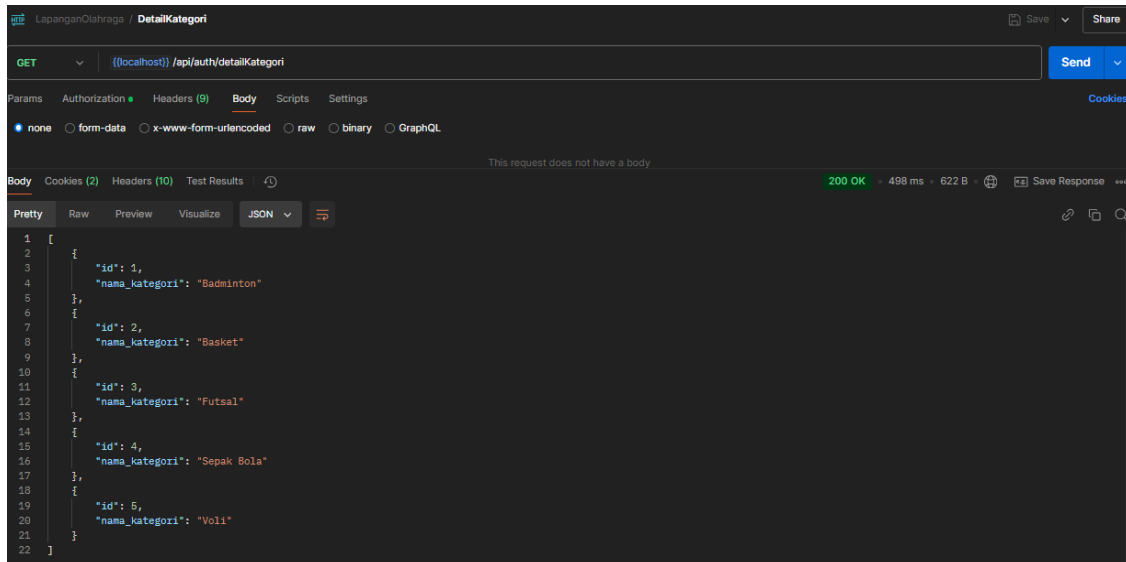 HTTP LapanganOlahraga / DetailKategori Save Share
GET {{localhost}} /api/auth/detailKategori Send
Params Authorization Headers (9) Body Scripts Settings Cookies
none form-data x-www-form-urlencoded raw binary GraphQL
This request does not have a body
Body Cookies (2) Headers (10) Test Results 200 OK 498 ms 622 B Save Response
Pretty Raw Preview Visualize JSON
1 [
2 {
3 "id": 1,
4 "nama_kategori": "Badminton"
5 },
6 {
7 "id": 2,
8 "nama_kategori": "Basket"
9 },
10 {
11 "id": 3,
12 "nama_kategori": "Futsal"
13 },
14 {
15 "id": 4,
16 "nama_kategori": "Sepak Bola"
17 },
18 {
19 "id": 5,
20 "nama_kategori": "Voli"
21 }
22 ]